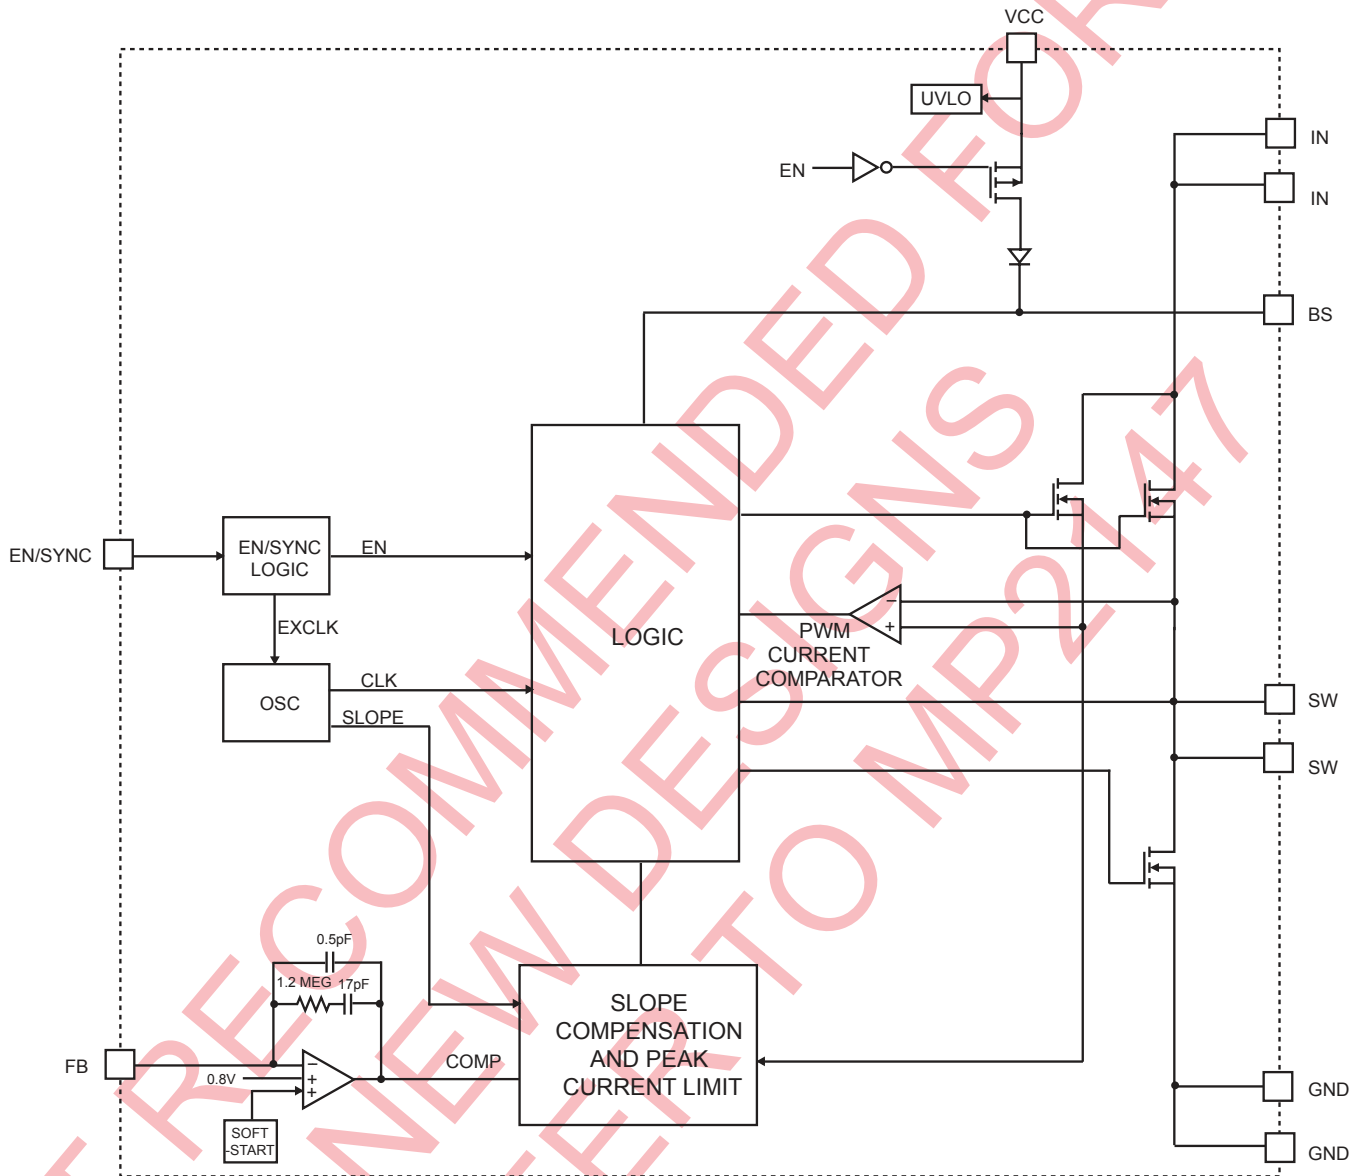 VCC
UVLO
IN
EN
IN
BS
EN/SYNC
EN/SYNC
LOGIC
EN
EXCLK
OSC
CLK
SLOPE
LOGIC
−
+
PWM
CURRENT
COMPARATOR
SW
SW
0.5pF
1.2 MEG
17pF
FB
−
0.8V
+
+
SOFT
-START
COMP
SLOPE
COMPENSATION
AND PEAK
CURRENT LIMIT
GND
GND
RECOMMENDED FOR
NEW DESIGNS
TO MP2147